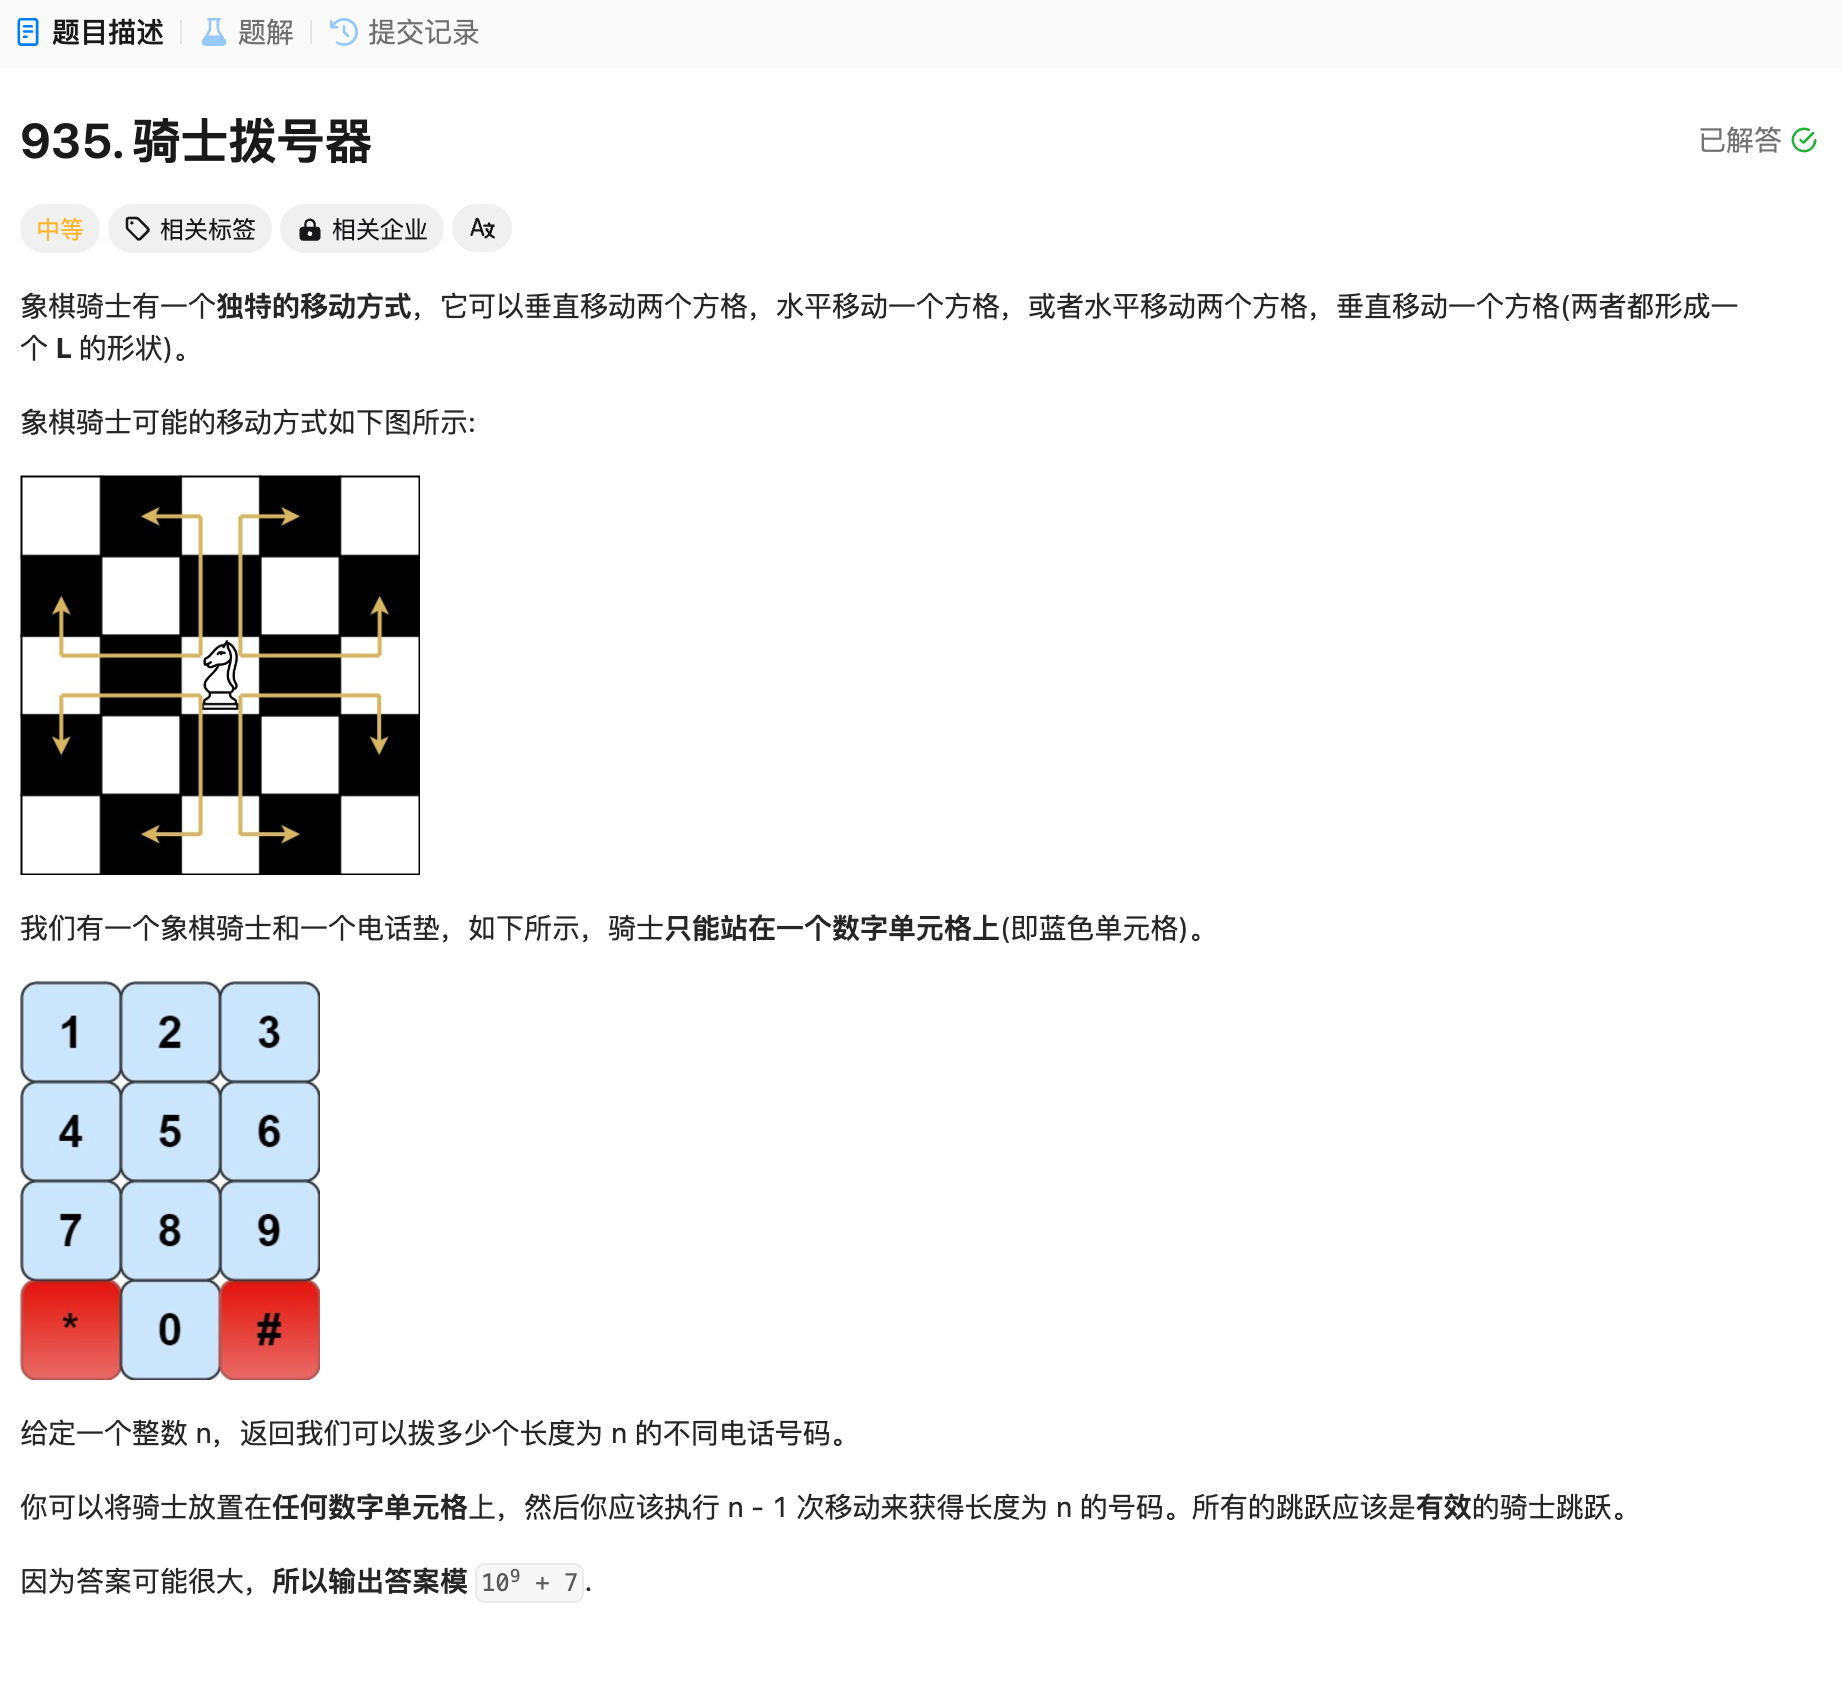 题目描述 题解 提交记录
935. 骑士拨号器 已解答
中等 相关标签 相关企业 A文
象棋骑士有一个独特的移动方式，它可以垂直移动两个方格，水平移动一个方格，或者水平移动两个方格，垂直移动一个方格(两者都形成一
个 L 的形状)。
象棋骑士可能的移动方式如下图所示:
我们有一个象棋骑士和一个电话垫，如下所示，骑士只能站在一个数字单元格上(即蓝色单元格)。
1 2 3
4 5 6
7 8 9
* 0 #
给定一个整数 n，返回我们可以拨多少个长度为 n 的不同电话号码。
你可以将骑士放置在任何数字单元格上，然后你应该执行 n - 1 次移动来获得长度为 n 的号码。所有的跳跃应该是有效的骑士跳跃。
因为答案可能很大，所以输出答案模 10⁹ + 7.